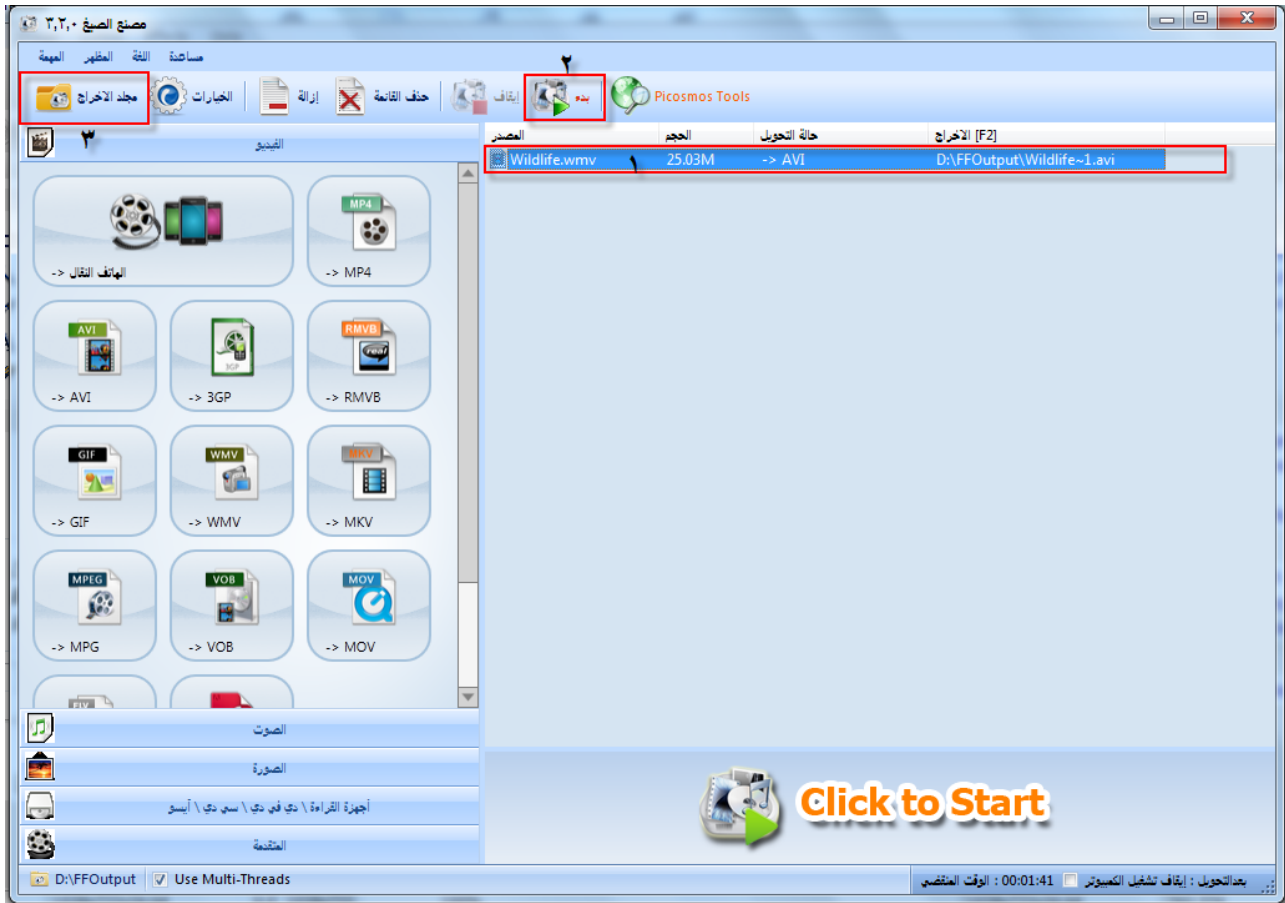 مصنع الصيغ ٣,٢,٠
المهمة المظهر اللغة مساعدة
مجلد الاخراج
الخيارات
إزالة
حذف القائمة
إيقاف
بدء
Picosmos Tools
١
٢
٣
الفيديو
المصدر الحجم حالة التحويل الاخراج [F2]
Wildlife.wmv 25.03M -> AVI D:\FFOutput\Wildlife~1.avi
MP4
الهاتف النقال <-
-> MP4
AVI
3GP
RMVB
real
-> AVI
-> 3GP
-> RMVB
GIF
WMV
MKV
-> GIF
-> WMV
-> MKV
MPEG
VOB
MOV
-> MPG
-> VOB
-> MOV
FLV
الصوت
الصورة
أجهزة القراءة \ دي في دي \ سي دي \ آيسو
المتقدمة
Click to Start
D:\FFOutput
Use Multi-Threads
الوقت المنقضي : 00:01:41
بعدالتحويل : إيقاف تشغيل الكمبيوتر